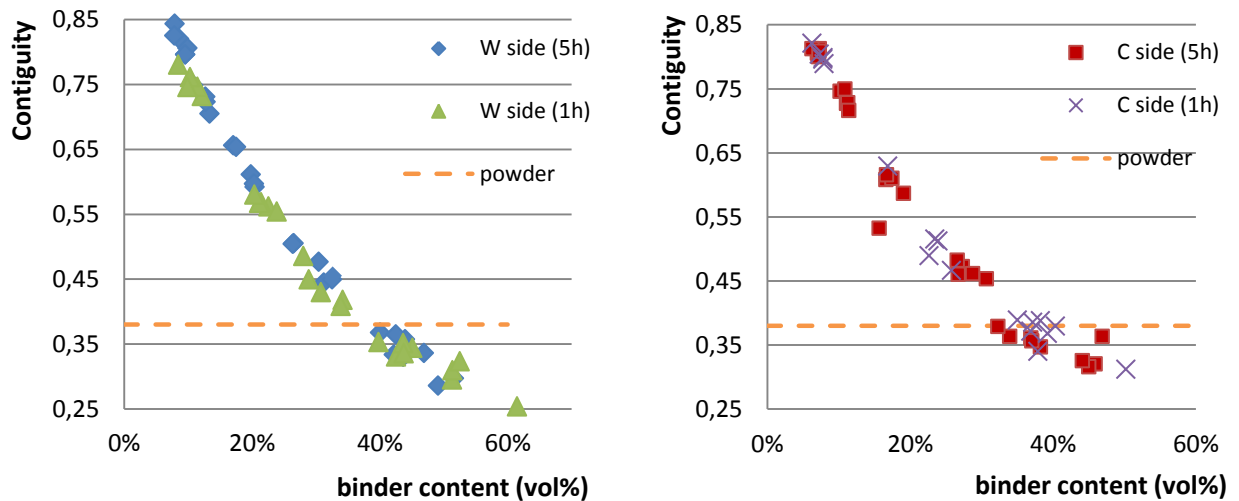 Contiguity
0,85
0,75
0,65
0,55
0,45
0,35
0,25
0%
20%
40%
60%
binder content (vol%)
W side (5h)
W side (1h)
powder
Contiguity
0,85
0,75
0,65
0,55
0,45
0,35
0,25
0%
20%
40%
60%
binder content (vol%)
C side (5h)
C side (1h)
powder